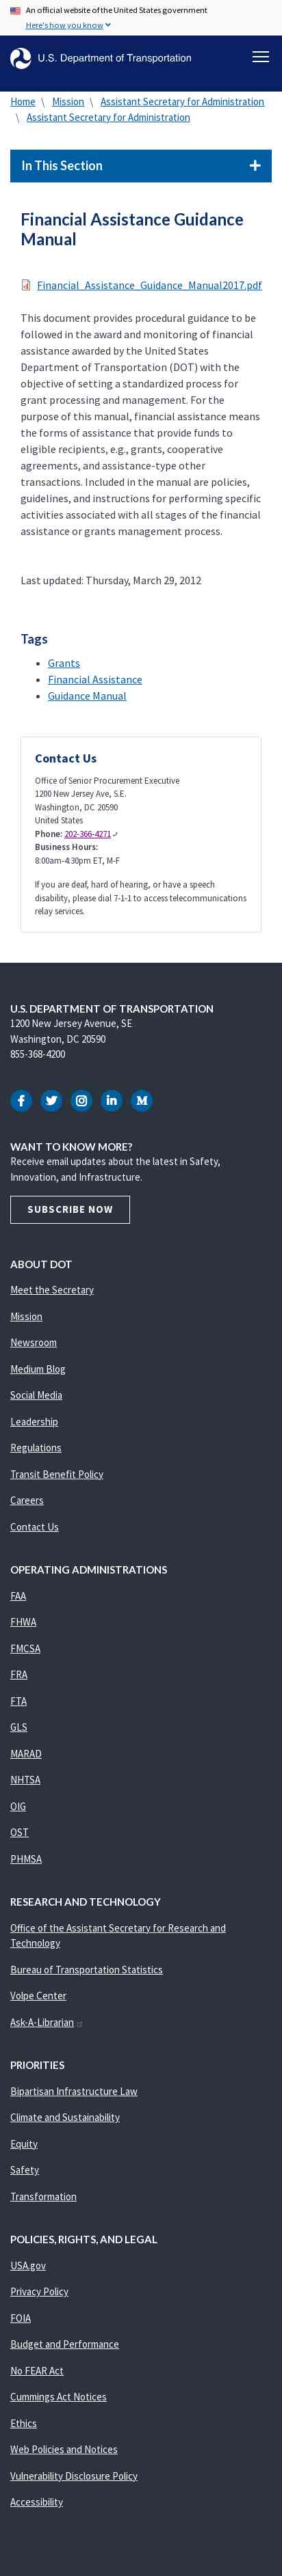 An official website of the United States government
Here's how you know
U.S. Department of Transportation
Home \ Mission \ Assistant Secretary for Administration
\ Assistant Secretary for Administration
In This Section
Financial Assistance Guidance
Manual
Financial_Assistance_Guidance_Manual2017.pdf
This document provides procedural guidance to be
followed in the award and monitoring of financial
assistance awarded by the United States
Department of Transportation (DOT) with the
objective of setting a standardized process for
grant processing and management. For the
purpose of this manual, financial assistance means
the forms of assistance that provide funds to
eligible recipients, e.g., grants, cooperative
agreements, and assistance-type other
transactions. Included in the manual are policies,
guidelines, and instructions for performing specific
activities associated with all stages of the financial
assistance or grants management process.
Last updated: Thursday, March 29, 2012
Tags
Grants
Financial Assistance
Guidance Manual
Contact Us
Office of Senior Procurement Executive
1200 New Jersey Ave, S.E.
Washington, DC 20590
United States
Phone: 202-366-4271
Business Hours:
8:00am-4:30pm ET, M-F
If you are deaf, hard of hearing, or have a speech
disability, please dial 7-1-1 to access telecommunications
relay services.
U.S. DEPARTMENT OF TRANSPORTATION
1200 New Jersey Avenue, SE
Washington, DC 20590
855-368-4200
WANT TO KNOW MORE?
Receive email updates about the latest in Safety,
Innovation, and Infrastructure.
SUBSCRIBE NOW
ABOUT DOT
Meet the Secretary
Mission
Newsroom
Medium Blog
Social Media
Leadership
Regulations
Transit Benefit Policy
Careers
Contact Us
OPERATING ADMINISTRATIONS
FAA
FHWA
FMCSA
FRA
FTA
GLS
MARAD
NHTSA
OIG
OST
PHMSA
RESEARCH AND TECHNOLOGY
Office of the Assistant Secretary for Research and
Technology
Bureau of Transportation Statistics
Volpe Center
Ask-A-Librarian
PRIORITIES
Bipartisan Infrastructure Law
Climate and Sustainability
Equity
Safety
Transformation
POLICIES, RIGHTS, AND LEGAL
USA.gov
Privacy Policy
FOIA
Budget and Performance
No FEAR Act
Cummings Act Notices
Ethics
Web Policies and Notices
Vulnerability Disclosure Policy
Accessibility